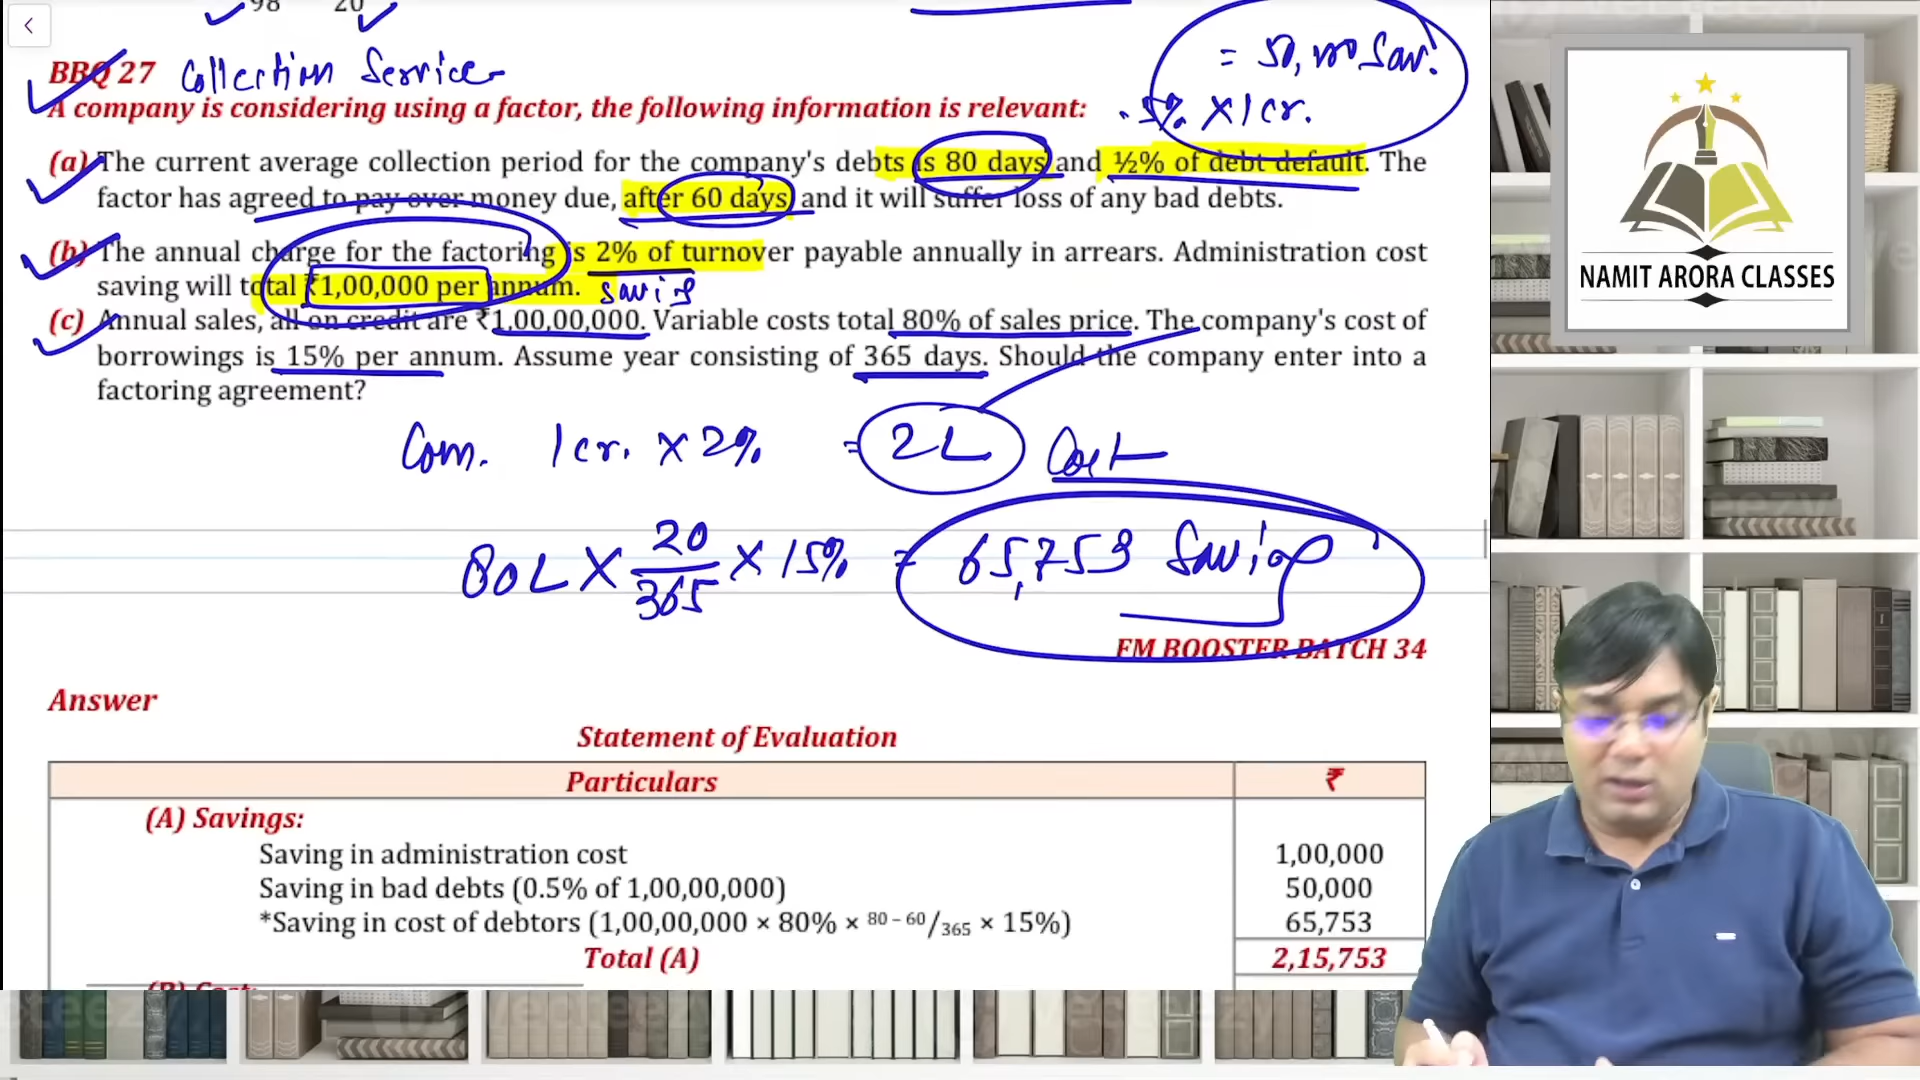 98 20
= 50,000 Sav.
BBQ 27 Collection Service
A company is considering using a factor, the following information is relevant: .5% X 1 cr.
(a) The current average collection period for the company's debts is 80 days and ½% of debt default. The
factor has agreed to pay over money due, after 60 days and it will suffer loss of any bad debts.
(b) The annual charge for the factoring is 2% of turnover payable annually in arrears. Administration cost
saving will total ₹1,00,000 per annum. Saving
(c) Annual sales, all on credit are ₹1,00,00,000. Variable costs total 80% of sales price. The company's cost of
borrowings is 15% per annum. Assume year consisting of 365 days. Should the company enter into a
factoring agreement?
Com. 1 cr. X 2% = 2L Cost
80L X 20/365 X 15% = 65,753 Saving
FM BOOSTER BATCH 34
Answer
Statement of Evaluation
Particulars ₹
(A) Savings:
Saving in administration cost 1,00,000
Saving in bad debts (0.5% of 1,00,00,000) 50,000
*Saving in cost of debtors (1,00,00,000 × 80% × 80 – 60/365 × 15%) 65,753
Total (A) 2,15,753
(B) Cost:
NAMIT ARORA CLASSES